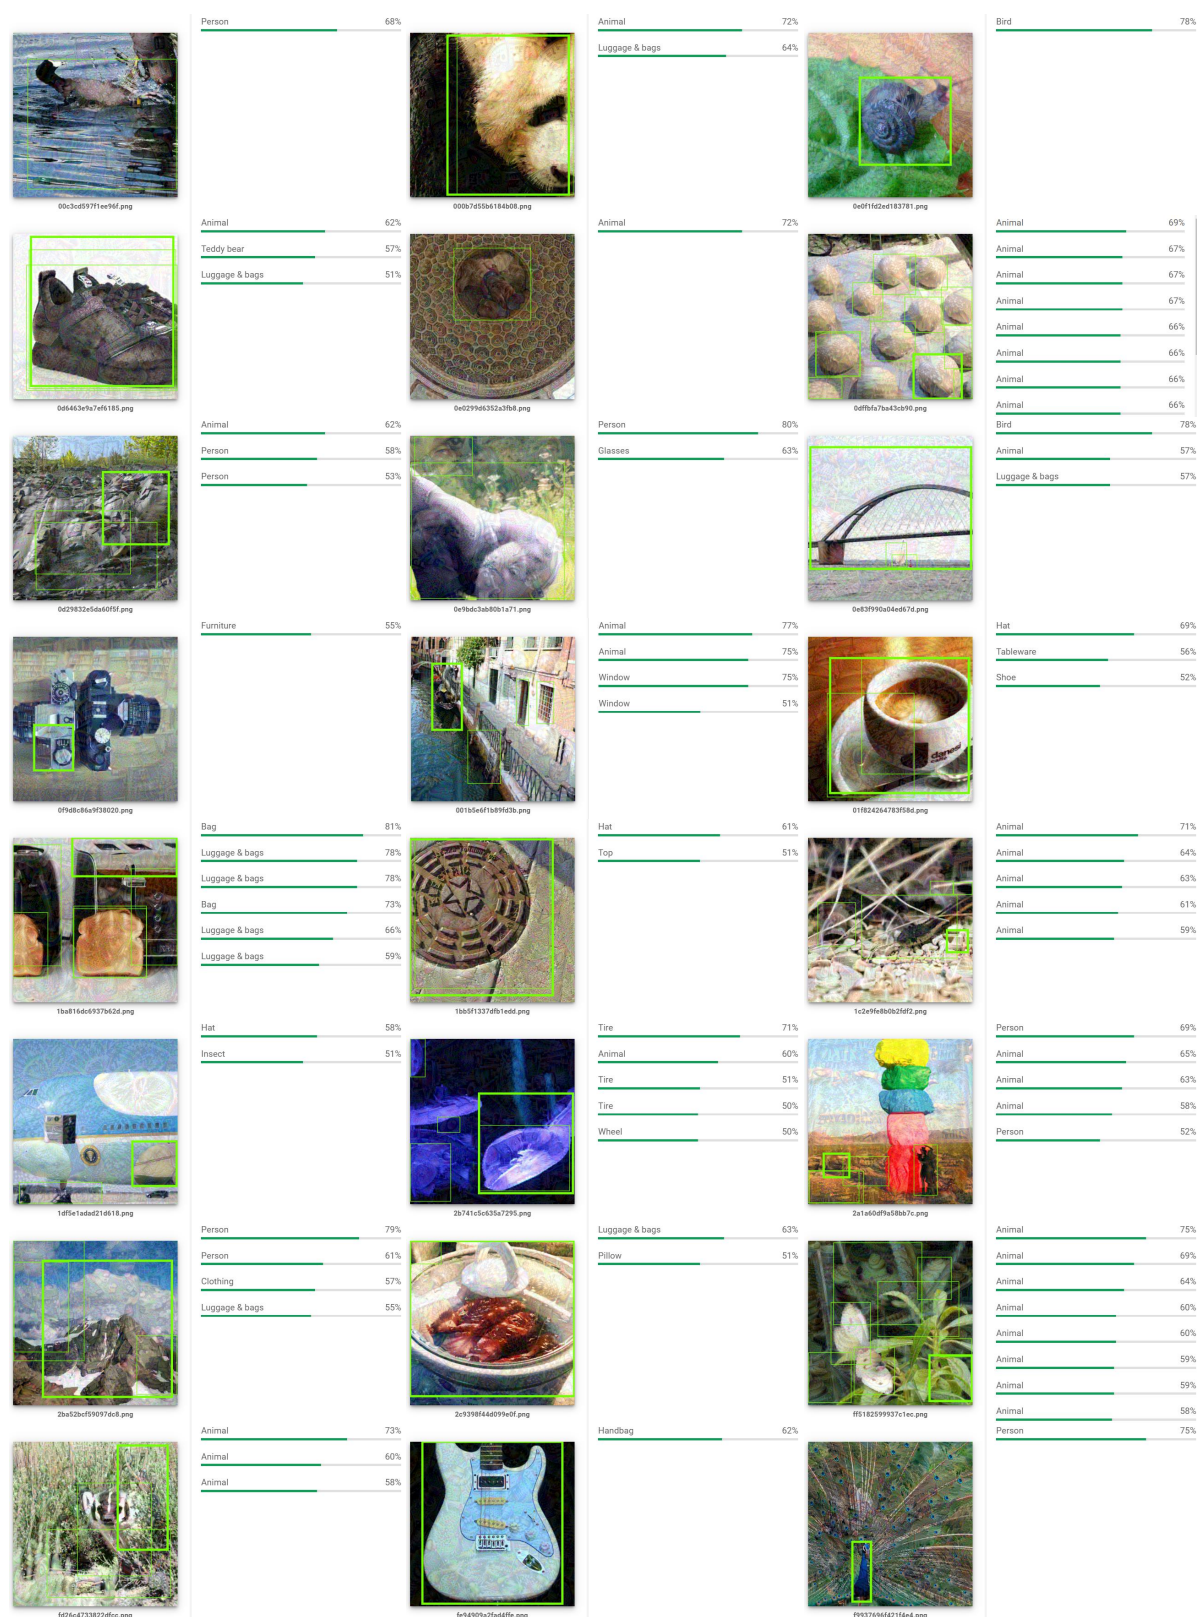 Person 68%
00c3cd597f1ee96f.png
Animal 72%
Luggage & bags 64%
000b7d55b6184b08.png
Bird 78%
0e0f1fd2ed183781.png
Animal 62%
Teddy bear 57%
Luggage & bags 51%
0d6463e9a7ef6185.png
Animal 72%
0e0299d6352a3fb8.png
Animal 69%
Animal 67%
Animal 67%
Animal 67%
Animal 66%
Animal 66%
Animal 66%
Animal 66%
0dffbfa7ba43cb90.png
Animal 62%
Person 58%
Person 53%
0d29832e5da60f5f.png
Person 80%
Glasses 63%
0e9bdc3ab80b1a71.png
Bird 78%
Animal 57%
Luggage & bags 57%
0e83f990a04ed67d.png
Furniture 55%
0f9d8c86a9f38020.png
Animal 77%
Animal 75%
Window 75%
Window 51%
001b5e6f1b89fd3b.png
Hat 69%
Tableware 56%
Shoe 52%
danesi
01f824264783f58d.png
Bag 81%
Luggage & bags 78%
Luggage & bags 78%
Bag 73%
Luggage & bags 66%
Luggage & bags 59%
1ba816dc6937b62d.png
Hat 61%
Top 51%
1bb5f1337dfb1edd.png
Animal 71%
Animal 64%
Animal 63%
Animal 61%
Animal 59%
1c2e9fe8b0b2fdf2.png
Hat 58%
Insect 51%
1df5e1adad21d618.png
Tire 71%
Animal 60%
Tire 51%
Tire 50%
Wheel 50%
2b741c5c635a7295.png
Person 69%
Animal 65%
Animal 63%
Animal 58%
Person 52%
2a1a60df9a58bb7c.png
Person 79%
Person 61%
Clothing 57%
Luggage & bags 55%
2ba52bcf59097dc8.png
Luggage & bags 63%
Pillow 51%
2c9398f44d099e0f.png
Animal 75%
Animal 69%
Animal 64%
Animal 60%
Animal 60%
Animal 59%
Animal 59%
Animal 58%
ff5182599937c1ec.png
Animal 73%
Animal 60%
Animal 58%
fd26c4733822dfcc.png
Handbag 62%
fe94909a2fad4ffe.png
Person 75%
f9937696f421f4e4.png